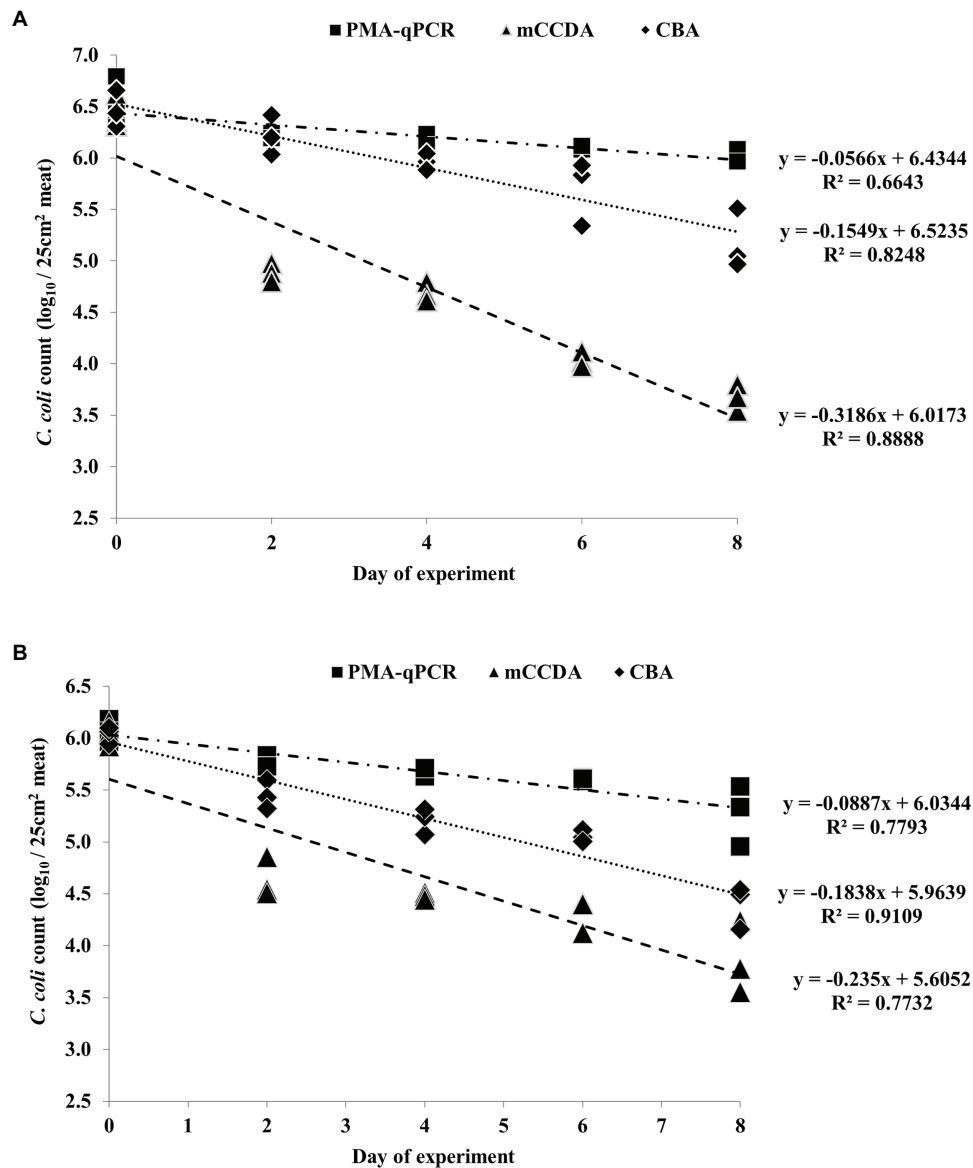 A
PMA-qPCR mCCDA CBA
7.0
6.5
6.0
5.5
5.0
4.5
4.0
3.5
3.0
2.5
C. coli count (log₁₀ / 25cm² meat)
0 2 4 6 8
Day of experiment
y = -0.0566x + 6.4344
R² = 0.6643
y = -0.1549x + 6.5235
R² = 0.8248
y = -0.3186x + 6.0173
R² = 0.8888
B
PMA-qPCR mCCDA CBA
6.5
6.0
5.5
5.0
4.5
4.0
3.5
3.0
2.5
C. coli count (log₁₀ / 25cm² meat)
0 1 2 3 4 5 6 7 8
Day of experiment
y = -0.0887x + 6.0344
R² = 0.7793
y = -0.1838x + 5.9639
R² = 0.9109
y = -0.235x + 5.6052
R² = 0.7732